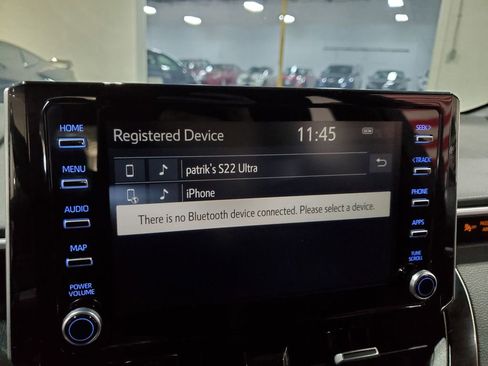 HOME
MENU
AUDIO
MAP
POWER
VOLUME
Registered Device
11:45
patrik's S22 Ultra
iPhone
There is no Bluetooth device connected. Please select a device.
SEEK>
<TRACK
PHONE
APPS
TUNE
SCROLL